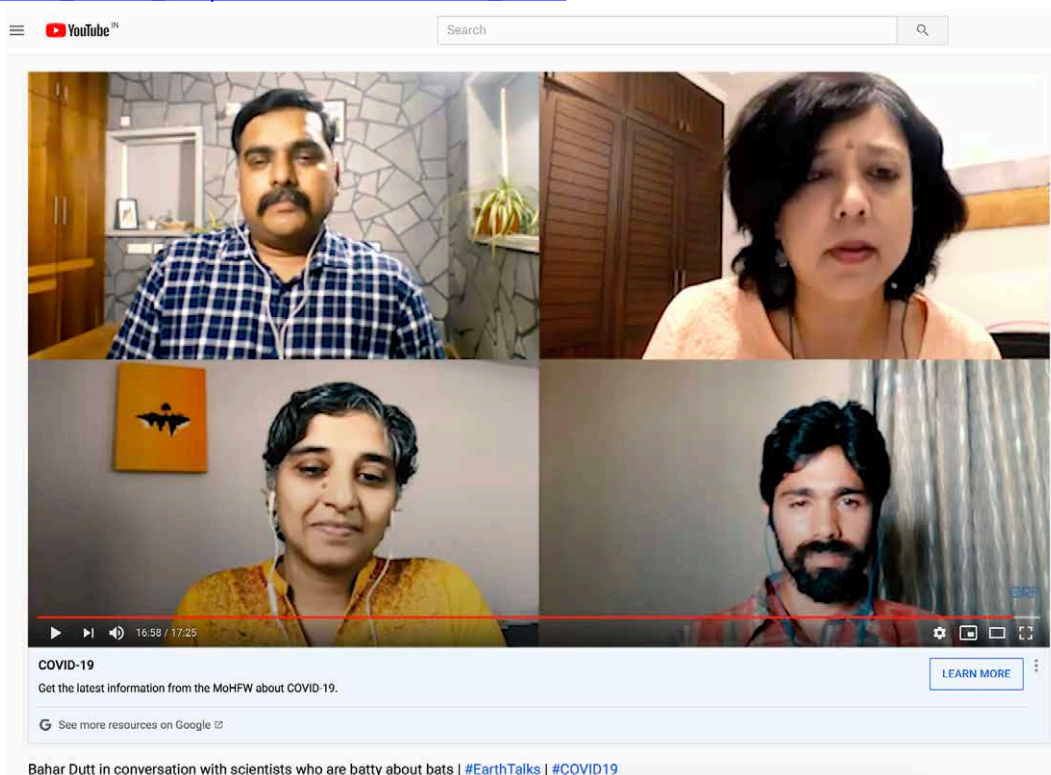 YouTube IN
Search
BRF
16:58 / 17:25
COVID-19
Get the latest information from the MoHFW about COVID-19.
LEARN MORE
G See more resources on Google
Bahar Dutt in conversation with scientists who are batty about bats | #EarthTalks | #COVID19